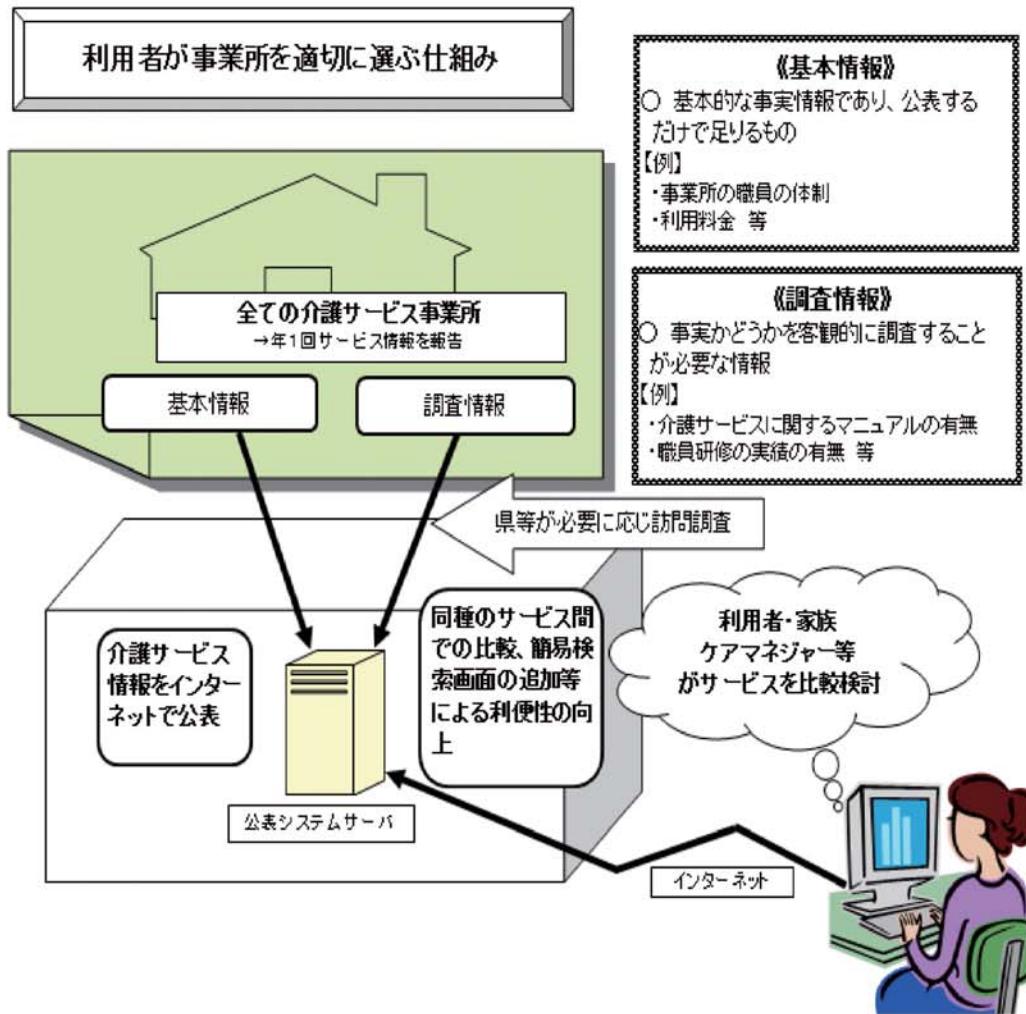 利用者が事業所を適切に選ぶ仕組み
《基本情報》
○ 基本的な事実情報であり、公表する
だけで足りるもの
【例】
・事業所の職員の体制
・利用料金 等
《調査情報》
○ 事実かどうかを客観的に調査すること
が必要な情報
【例】
・介護サービスに関するマニュアルの有無
・職員研修の実績の有無 等
全ての介護サービス事業所
→年1回サービス情報を報告
基本情報
調査情報
県等が必要に応じ訪問調査
介護サービス
情報をインター
ネットで公表
同種のサービス間
での比較、簡易検
索画面の追加等
による利便性の向
上
公表システムサーバ
利用者・家族
ケアマネジャー等
がサービスを比較検討
インターネット